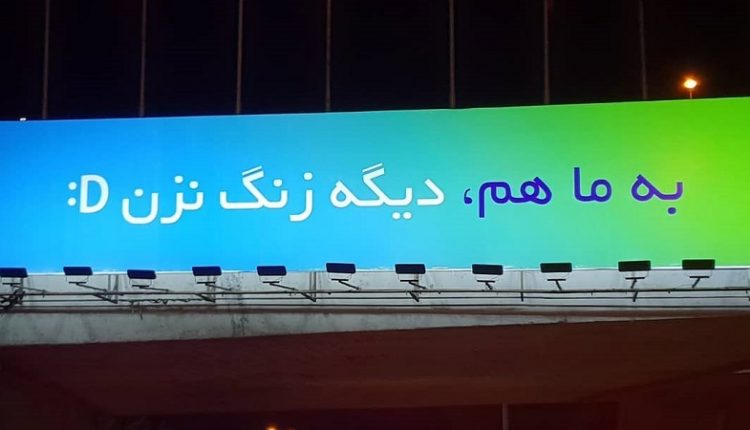 به ما هم، دیگه زنگ نزن :D